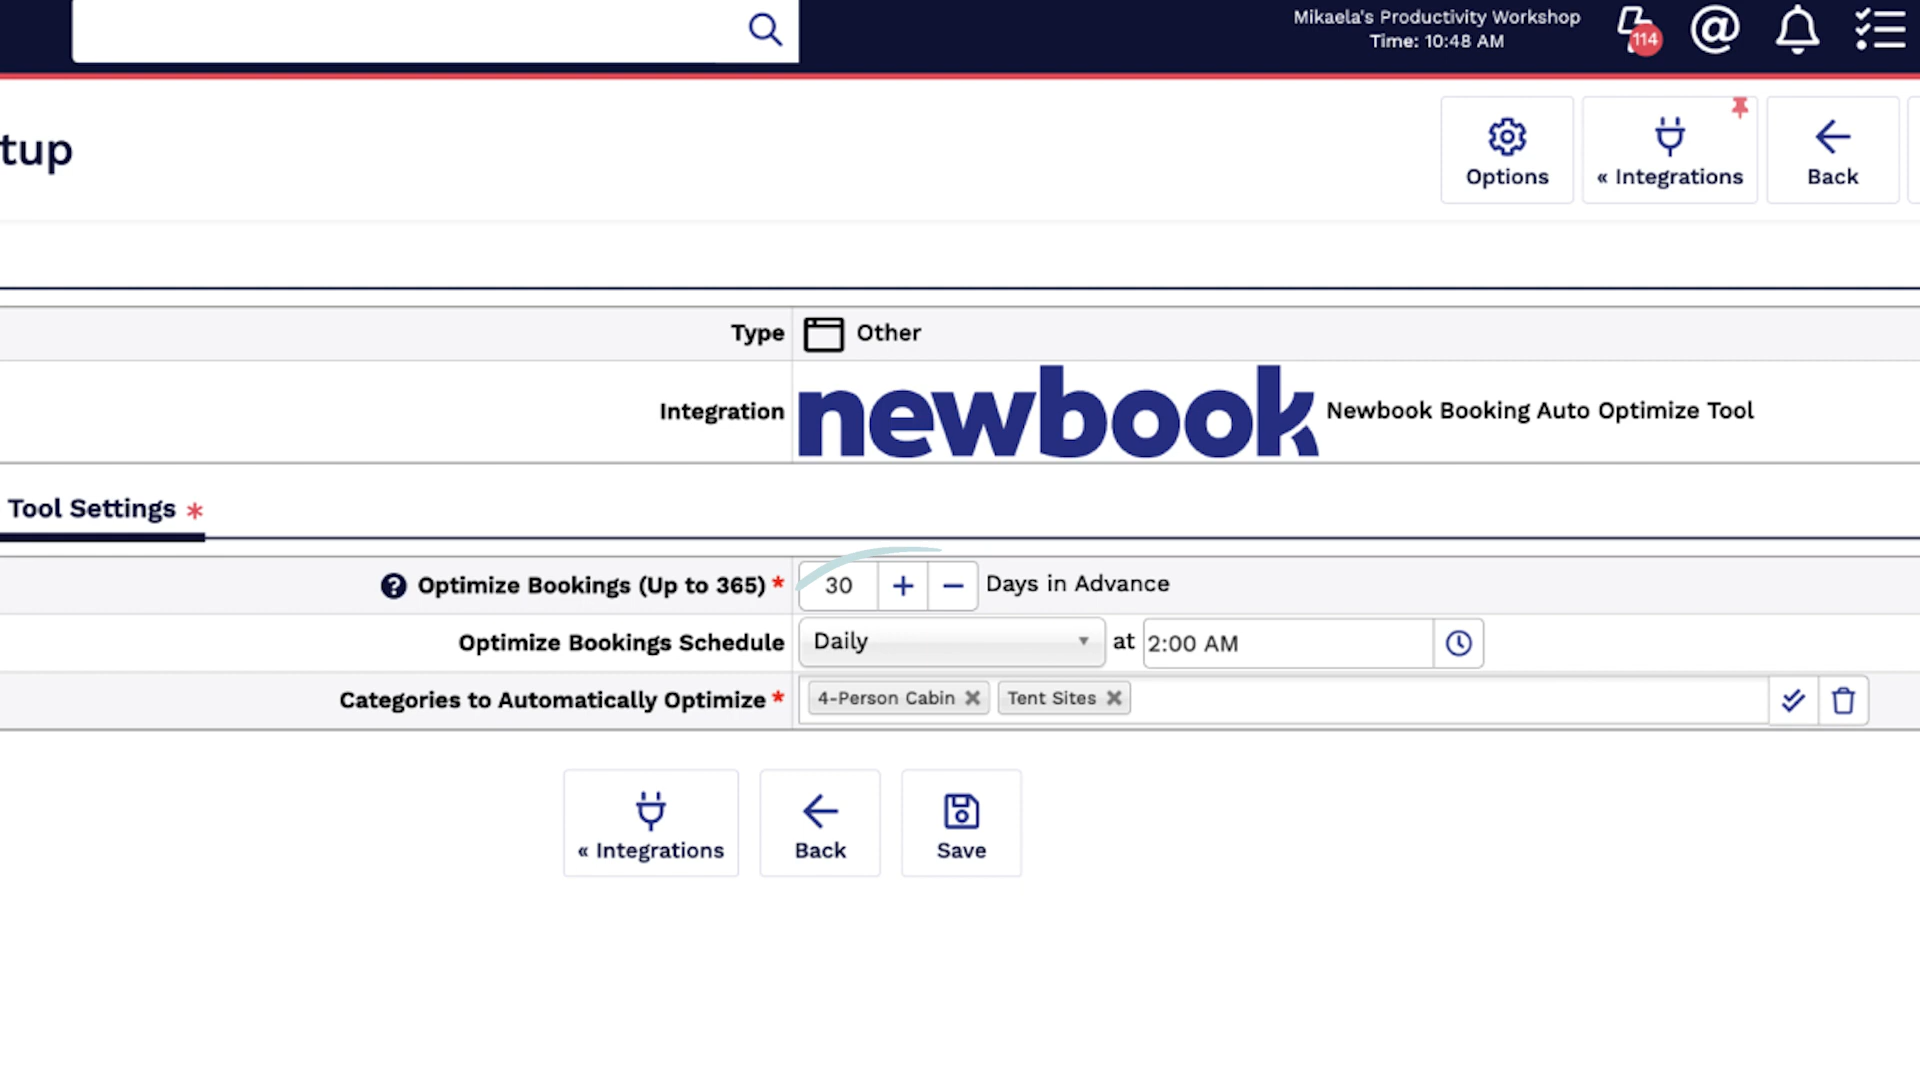 Mikaela's Productivity Workshop
Time: 10:48 AM
114
tup
Options
« Integrations
Back
Type
Other
Integration
newbook
Newbook Booking Auto Optimize Tool
Tool Settings *
Optimize Bookings (Up to 365) *
30 + −
Days in Advance
Optimize Bookings Schedule
Daily
at
2:00 AM
Categories to Automatically Optimize *
4-Person Cabin
Tent Sites
« Integrations
Back
Save